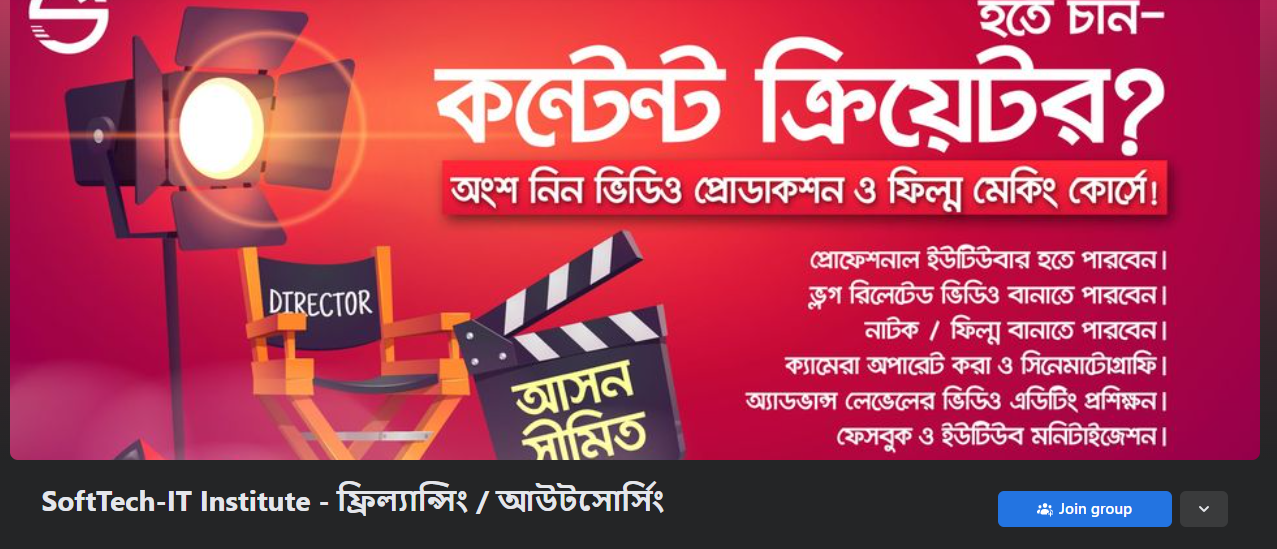 হতে চান-
কন্টেন্ট ক্রিয়েটর?
অংশ নিন ভিডিও প্রোডাকশন ও ফিল্ম মেকিং কোর্সে!
প্রোফেশনাল ইউটিউবার হতে পারবেন।
ভ্লগ রিলেটেড ভিডিও বানাতে পারবেন।
নাটক / ফিল্ম বানাতে পারবেন।
ক্যামেরা অপারেট করা ও সিনেমাটোগ্রাফি।
অ্যাডভান্স লেভেলের ভিডিও এডিটিং প্রশিক্ষন।
ফেসবুক ও ইউটিউব মনিটাইজেশন।
DIRECTOR
আসন
সীমিত
SoftTech-IT Institute - ফ্রিল্যান্সিং / আউটসোর্সিং
Join group